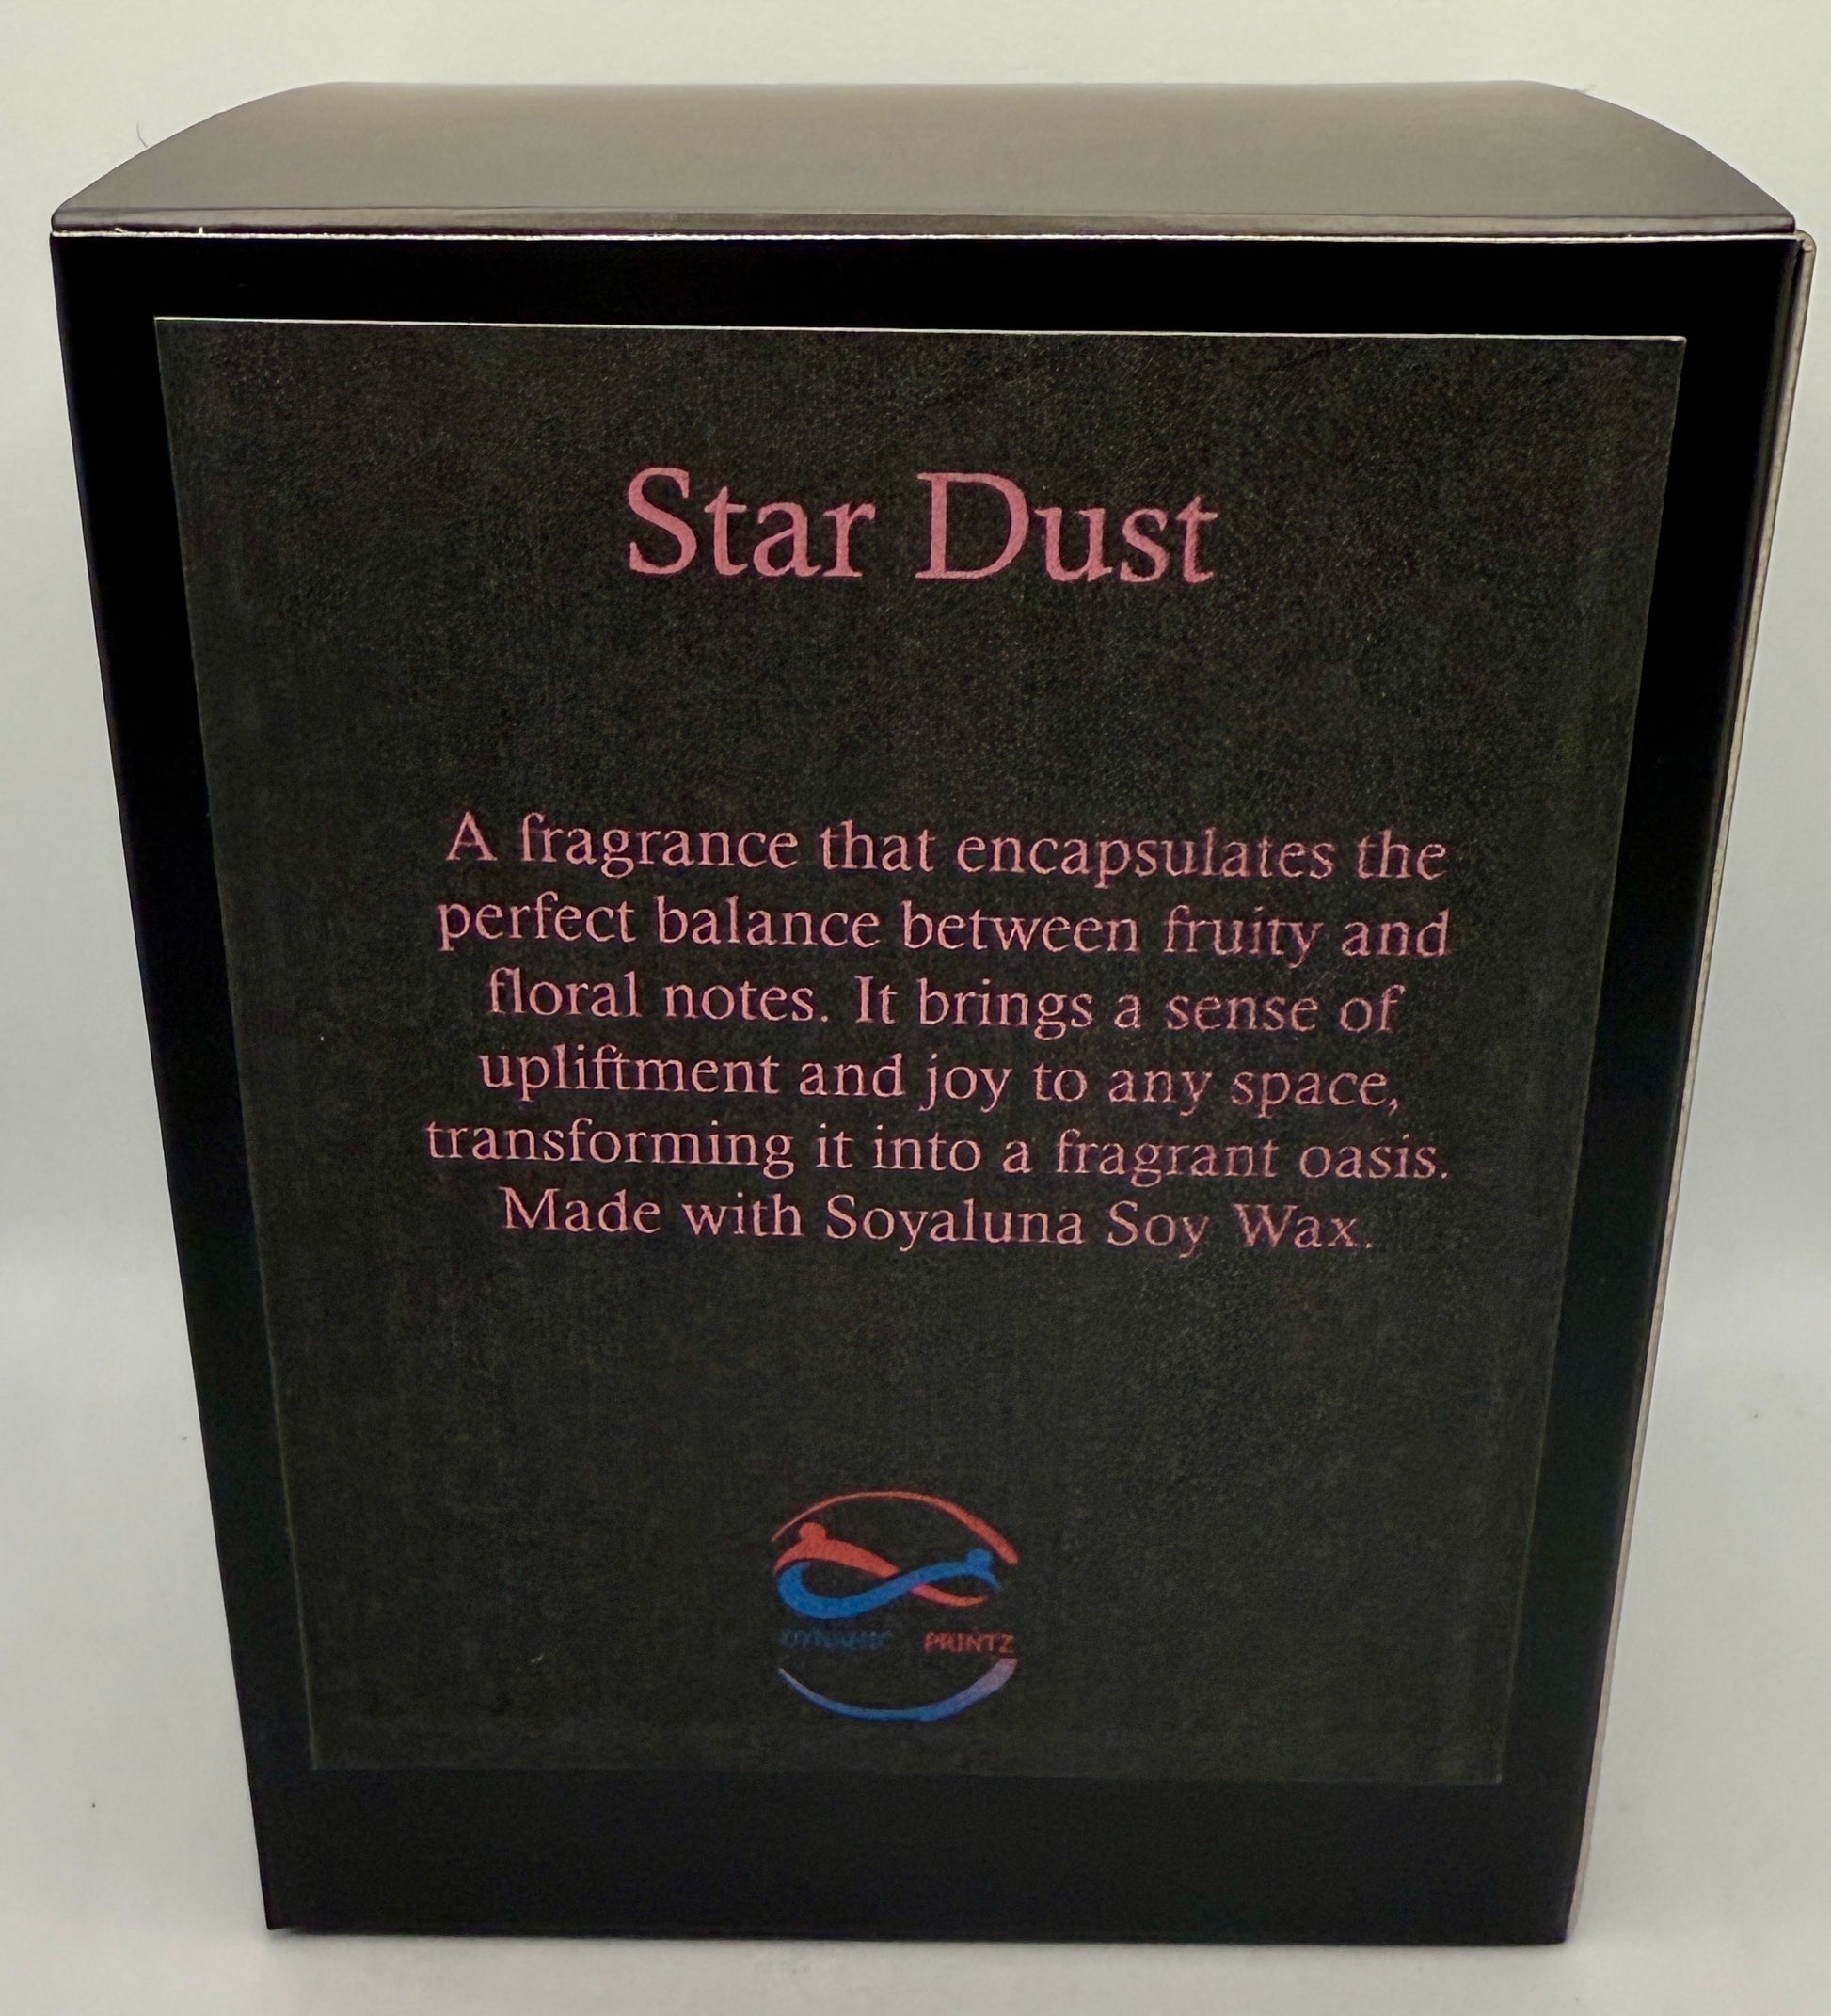 Star Dust
A fragrance that encapsulates the
perfect balance between fruity and
floral notes. It brings a sense of
upliftment and joy to any space,
transforming it into a fragrant oasis.
Made with Soyaluna Soy Wax.
DYNAMIC PRINTZ